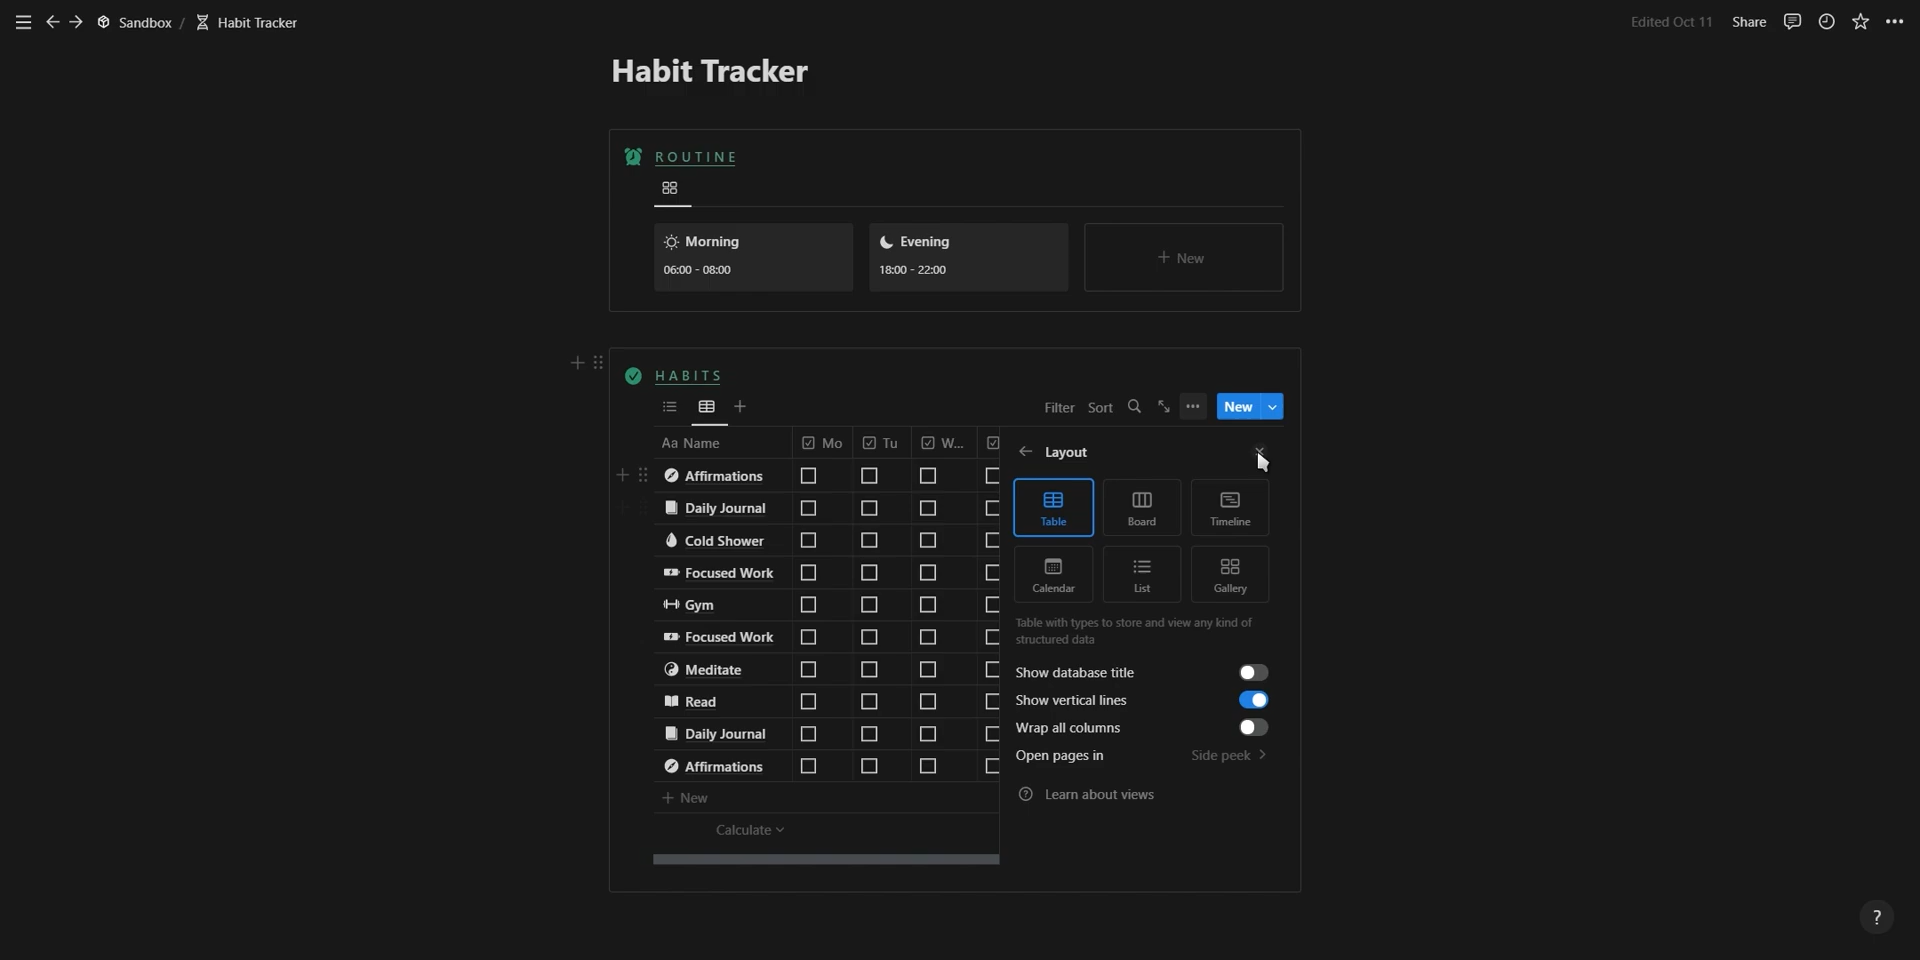 Sandbox / Habit Tracker
Edited Oct 11 Share
Habit Tracker
ROUTINE
Morning
06:00 - 08:00
Evening
18:00 - 22:00
+ New
HABITS
Filter Sort New
Aa Name Mo Tu W...
Affirmations
Daily Journal
Cold Shower
Focused Work
Gym
Focused Work
Meditate
Read
Daily Journal
Affirmations
+ New
Calculate
Layout
Table Board Timeline
Calendar List Gallery
Table with types to store and view any kind of
structured data
Show database title
Show vertical lines
Wrap all columns
Open pages in Side peek >
? Learn about views
?